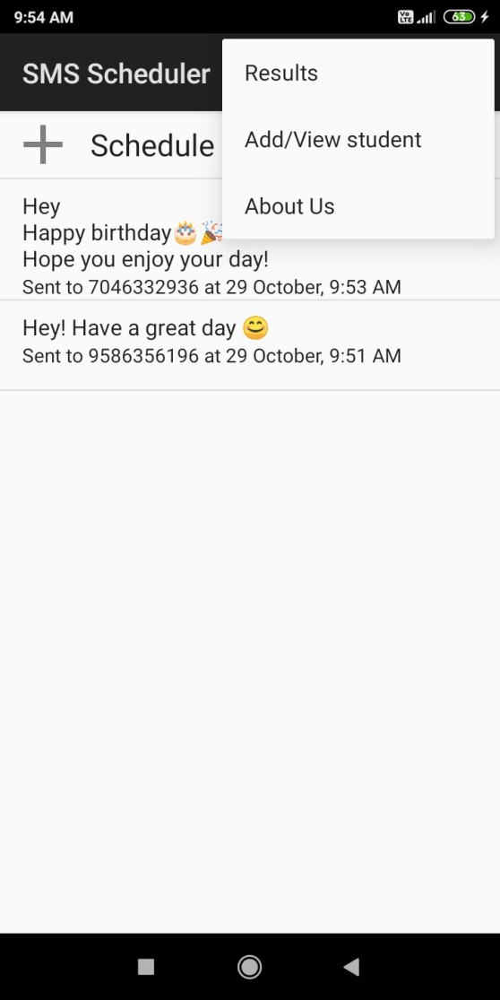 9:54 AM
Vo LTE
63
SMS Scheduler
Results
Add/View student
About Us
Schedule
Hey
Happy birthday🎂🎉
Hope you enjoy your day!
Sent to 7046332936 at 29 October, 9:53 AM
Hey! Have a great day 😊
Sent to 9586356196 at 29 October, 9:51 AM